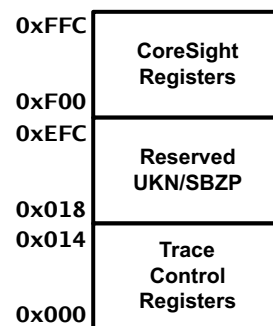 0xFFC
CoreSight
Registers
0xF00
0xEFC
Reserved
UKN/SBZP
0x018
0x014
Trace
Control
Registers
0x000